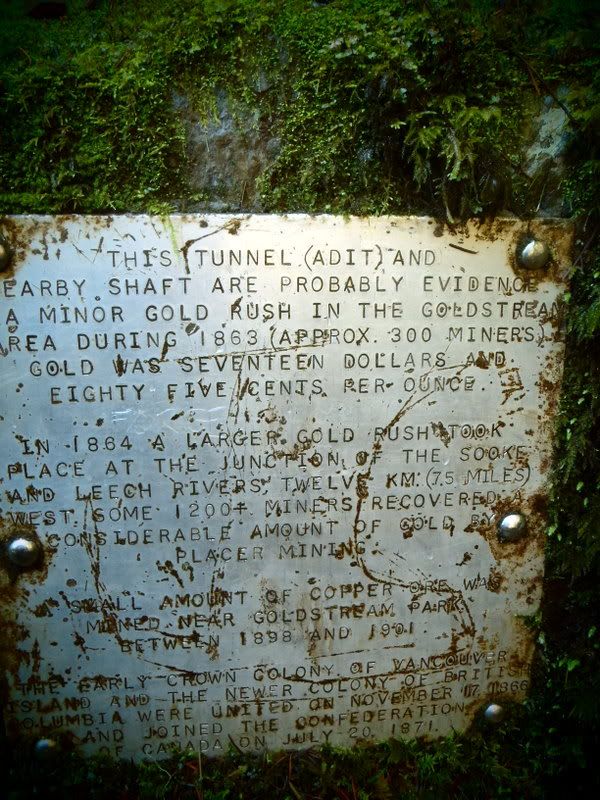 THIS TUNNEL (ADIT) AND
EARBY SHAFT ARE PROBABLY EVIDENCE
A MINOR GOLD RUSH IN THE GOLDSTREAM
REA DURING 1863 (APPROX. 300 MINERS)
GOLD WAS SEVENTEEN DOLLARS AND
EIGHTY FIVE CENTS PER OUNCE.
IN 1864 A LARGER GOLD RUSH TOOK
PLACE AT THE JUNCTION OF THE SOOKE
AND LEECH RIVERS, TWELVE KM. (7.5 MILES)
WEST. SOME 1200+ MINERS RECOVERED A
CONSIDERABLE AMOUNT OF GOLD BY
PLACER MINING.
A SMALL AMOUNT OF COPPER ORE WAS
MINED NEAR GOLDSTREAM PARK
BETWEEN 1898 AND 1901
THE EARLY CROWN COLONY OF VANCOUVER
ISLAND AND THE NEWER COLONY OF BRITISH
COLUMBIA WERE UNITED ON NOVEMBER 17, 1866
AND JOINED THE CONFEDERATION
OF CANADA ON JULY 20, 1871.